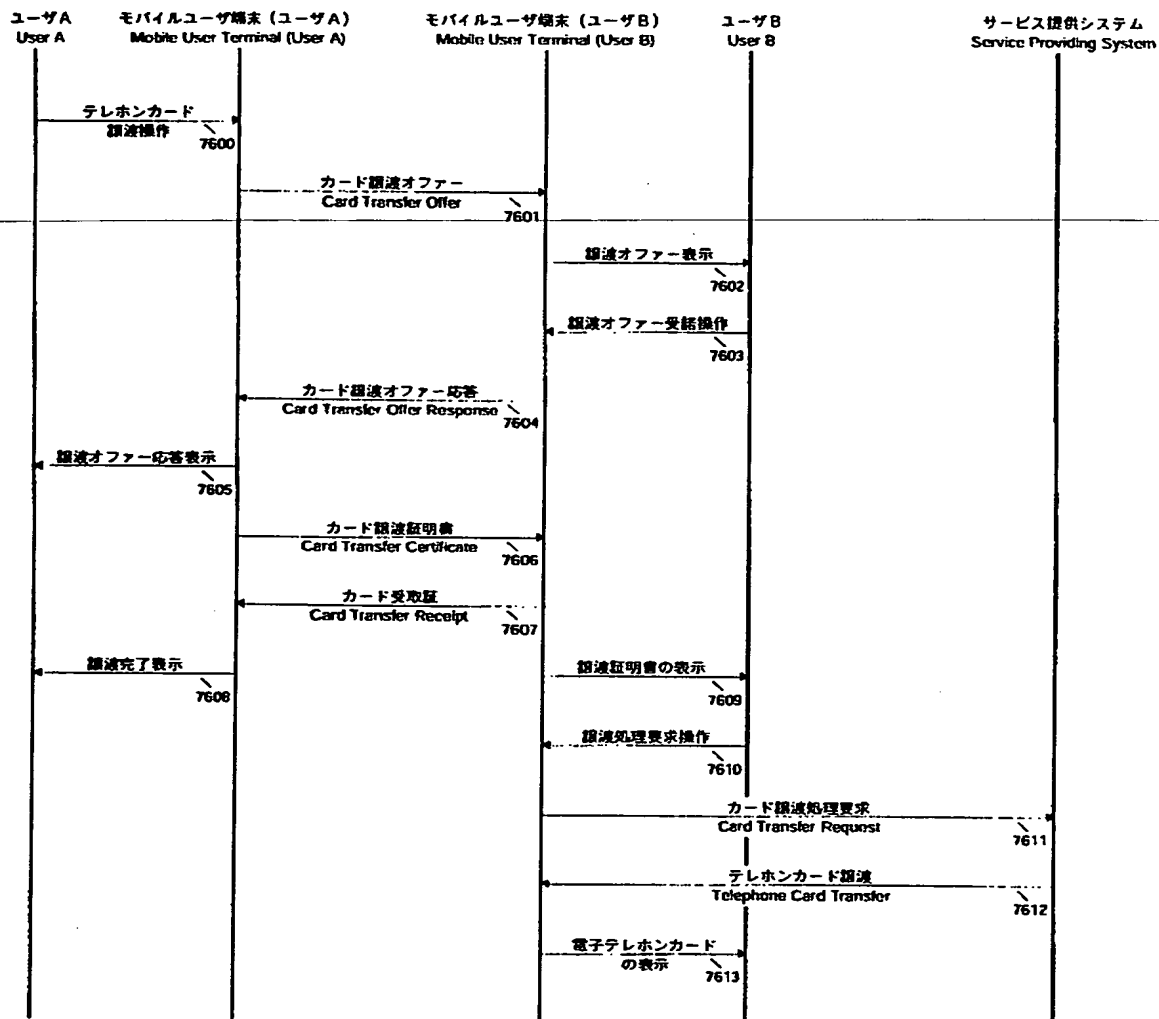 ユーザA
User A
モバイルユーザ端末（ユーザA）
Mobile User Terminal (User A)
モバイルユーザ端末（ユーザB）
Mobile User Terminal (User B)
ユーザB
User B
サービス提供システム
Service Providing System
テレホンカード
譲渡操作
7600
カード譲渡オファー
Card Transfer Offer
7601
譲渡オファー表示
7602
譲渡オファー受諾操作
7603
カード譲渡オファー応答
Card Transfer Offer Response
7604
譲渡オファー応答表示
7605
カード譲渡証明書
Card Transfer Certificate
7606
カード受取証
Card Transfer Receipt
7607
譲渡完了表示
7608
譲渡証明書の表示
7609
譲渡処理要求操作
7610
カード譲渡処理要求
Card Transfer Request
7611
テレホンカード譲渡
Telephone Card Transfer
7612
電子テレホンカード
の表示
7613